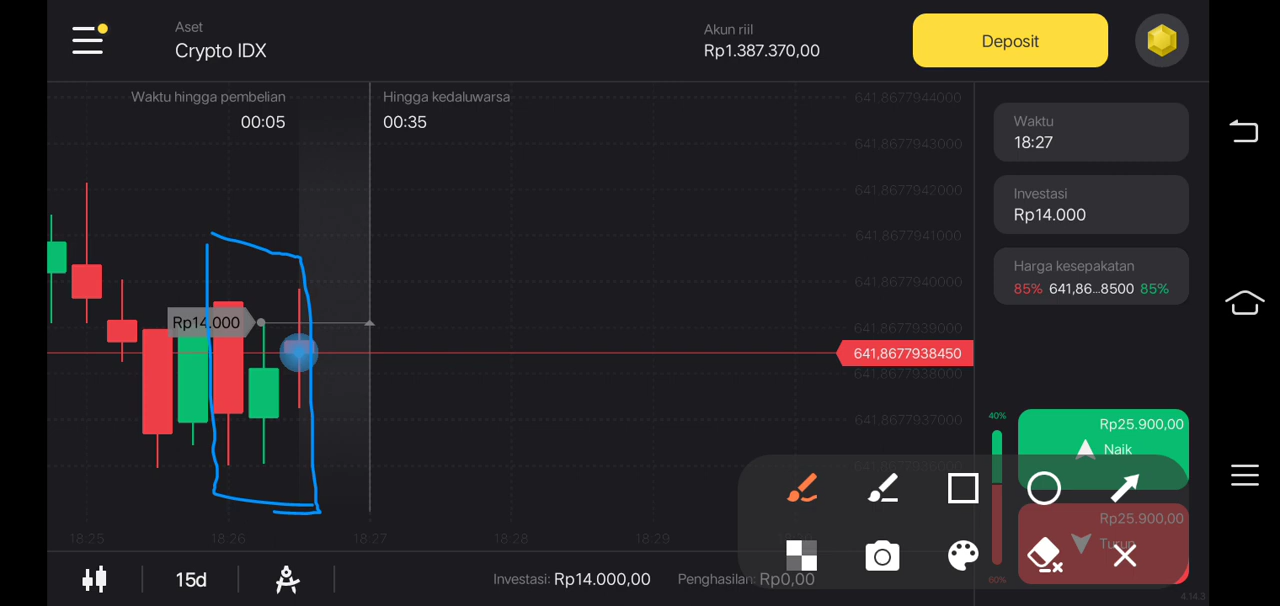 Aset
Crypto IDX
Akun riil
Rp1.387.370,00
Deposit
Waktu hingga pembelian
00:05
Hingga kedaluwarsa
00:35
641.8677944000
641.8677943000
641.8677942000
641.8677941000
641.8677940000
641.8677939000
641,8677938450
641.8677938000
641.8677937000
Rp14.000
18:25
18:26
18:27
18:28
18:29
Waktu
18:27
Investasi
Rp14.000
Harga kesepakatan
85% 641,86...8500 85%
40%
Rp25.900,00
Naik
Rp25.900,00
Turun
60%
15d
Investasi: Rp14.000,00
Penghasilan: Rp0,00
4.14.3